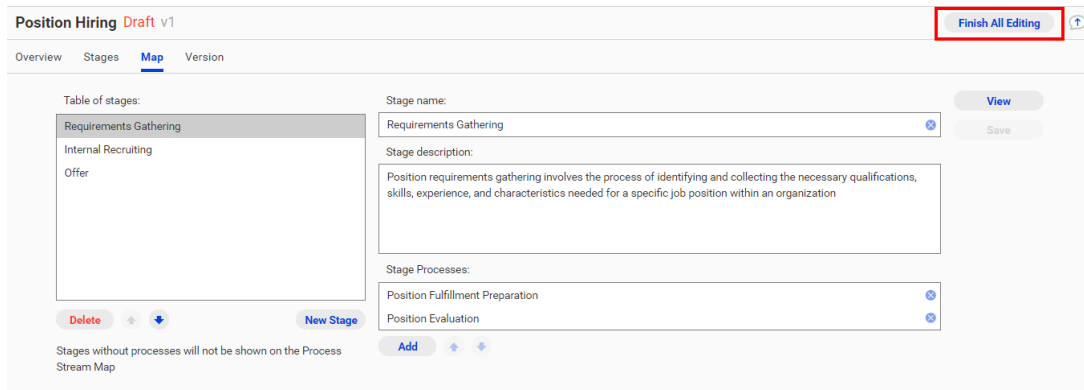 Position Hiring Draft v1
Finish All Editing
Overview Stages Map Version
Table of stages:
Requirements Gathering
Internal Recruiting
Offer
Delete
New Stage
Stages without processes will not be shown on the Process
Stream Map
Stage name:
Requirements Gathering
Stage description:
Position requirements gathering involves the process of identifying and collecting the necessary qualifications,
skills, experience, and characteristics needed for a specific job position within an organization
Stage Processes:
Position Fulfillment Preparation
Position Evaluation
Add
View
Save